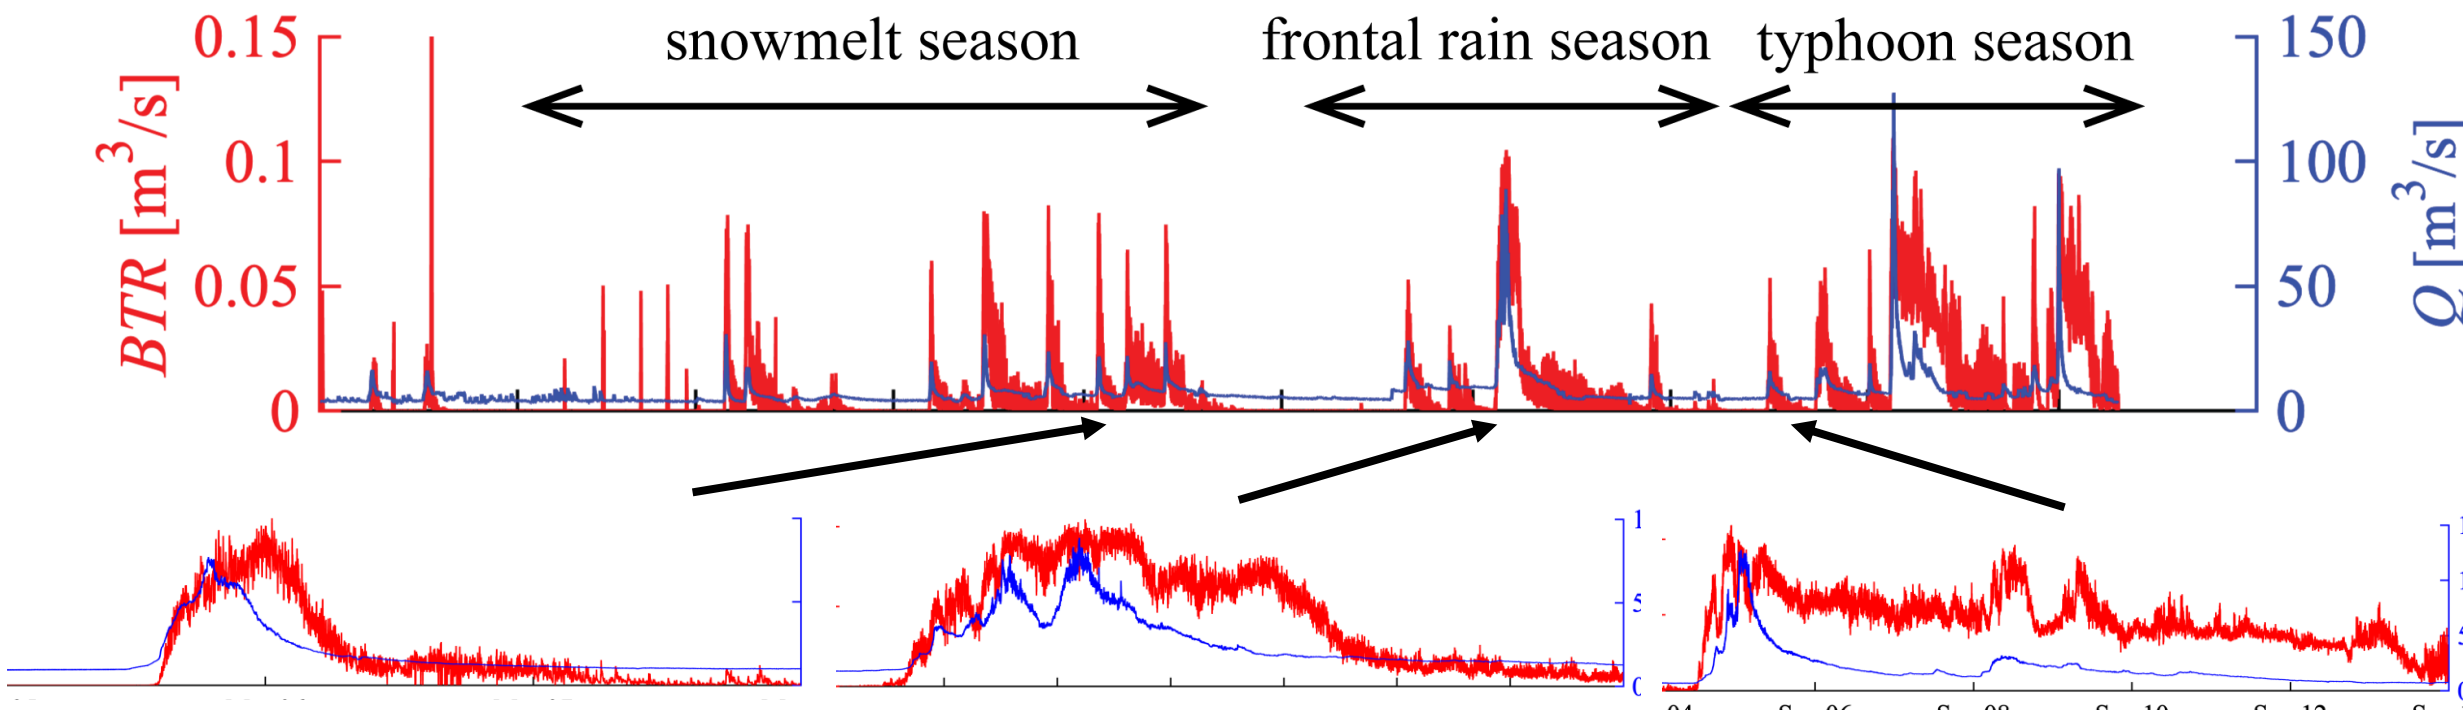 snowmelt season
frontal rain season
typhoon season
BTR [m³/s]
0.15
0.1
0.05
0
150
100
50
0
Q [m³/s]